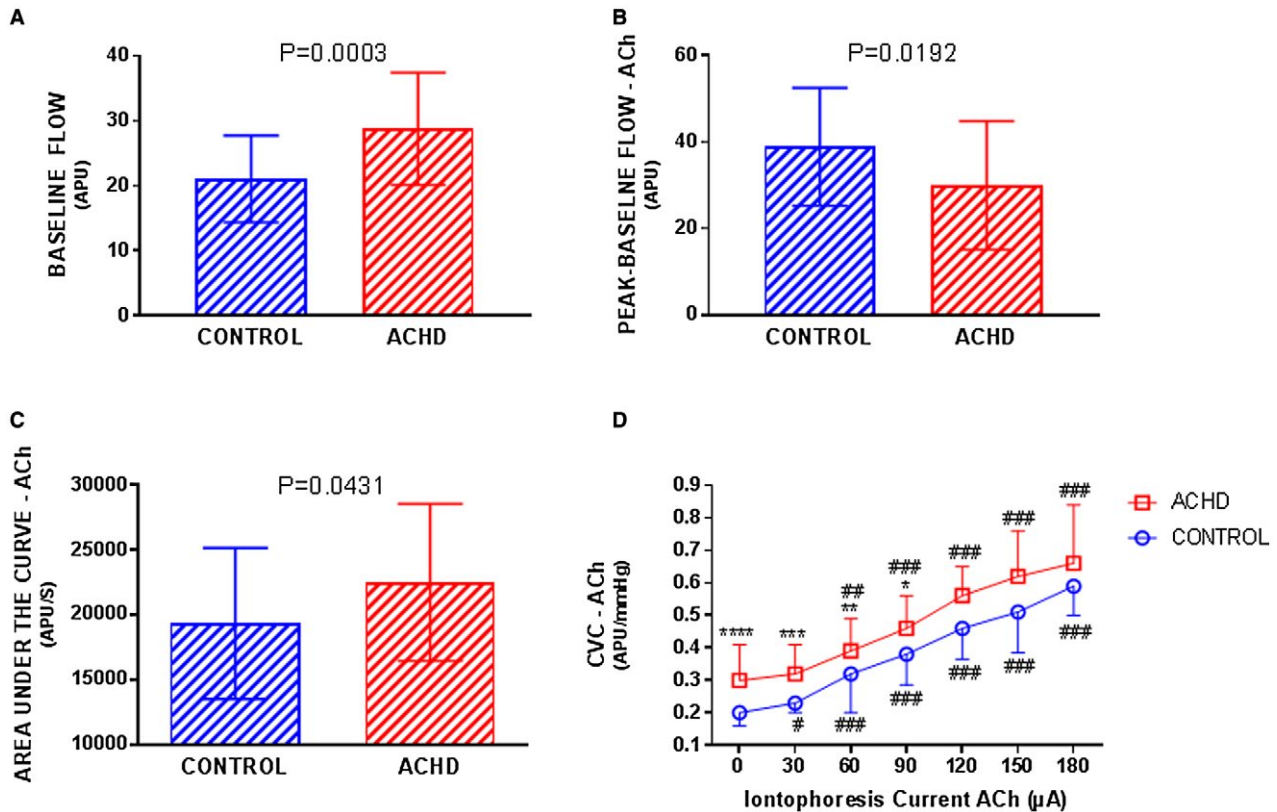 A
P=0.0003
BASELINE FLOW
(APU)
40
30
20
10
0
CONTROL
ACHD
B
P=0.0192
PEAK-BASELNE FLOW - ACh
(APU)
60
40
20
0
CONTROL
ACHD
C
P=0.0431
AREA UNDER THE CURVE - ACh
(APU/S)
30000
25000
20000
15000
10000
CONTROL
ACHD
D
CVC - ACh
(APU/mmHg)
0.9
0.8
0.7
0.6
0.5
0.4
0.3
0.2
0.1
****
***
##
**
###
*
###
###
###
#
###
###
###
###
###
0 30 60 90 120 150 180
Iontophoresis Current ACh (µA)
ACHD
CONTROL